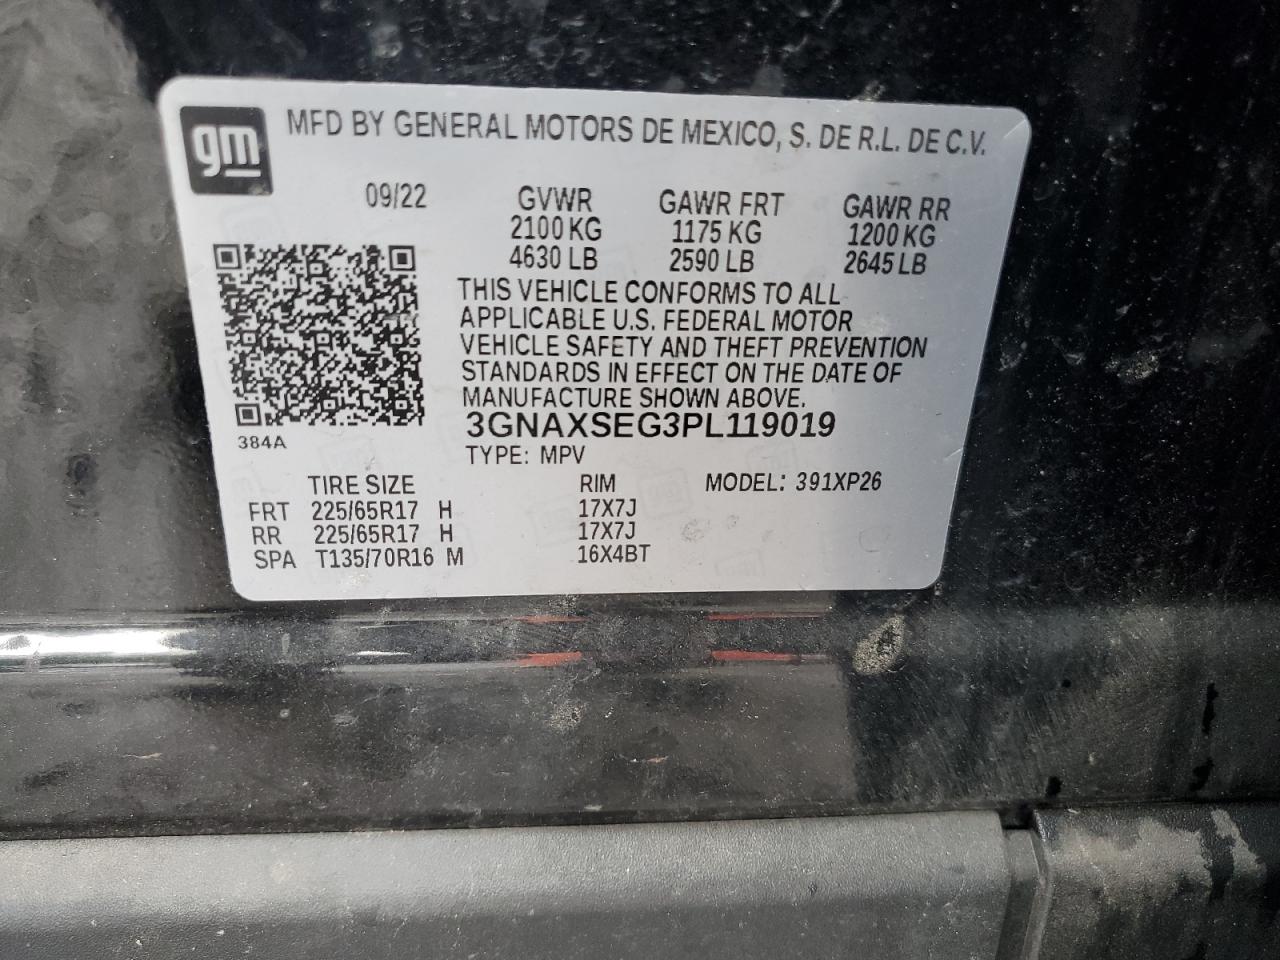 gm
MFD BY GENERAL MOTORS DE MEXICO, S. DE R.L. DE C.V.
09/22 GVWR GAWR FRT GAWR RR
2100 KG 1175 KG 1200 KG
4630 LB 2590 LB 2645 LB
THIS VEHICLE CONFORMS TO ALL
APPLICABLE U.S. FEDERAL MOTOR
VEHICLE SAFETY AND THEFT PREVENTION
STANDARDS IN EFFECT ON THE DATE OF
MANUFACTURE SHOWN ABOVE.
3GNAXSEG3PL119019
384A
TYPE: MPV
TIRE SIZE RIM MODEL: 391XP26
FRT 225/65R17 H 17X7J
RR 225/65R17 H 17X7J
SPA T135/70R16 M 16X4BT